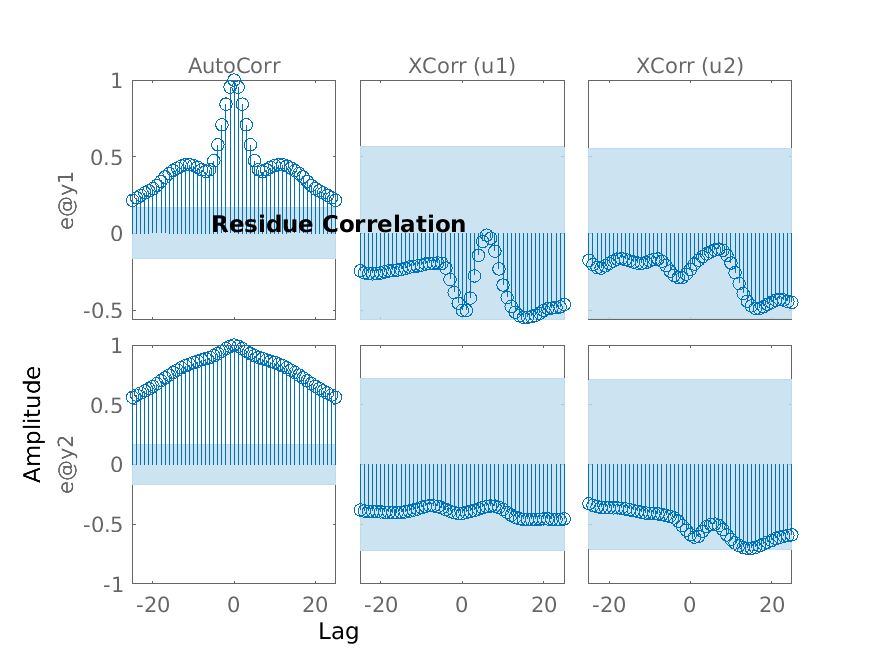 AutoCorr
XCorr (u1)
XCorr (u2)
e@y1
1
0.5
0
-0.5
Residue Correlation
Amplitude
e@y2
1
0.5
0
-0.5
-1
-20 0 20
-20 0 20
-20 0 20
Lag